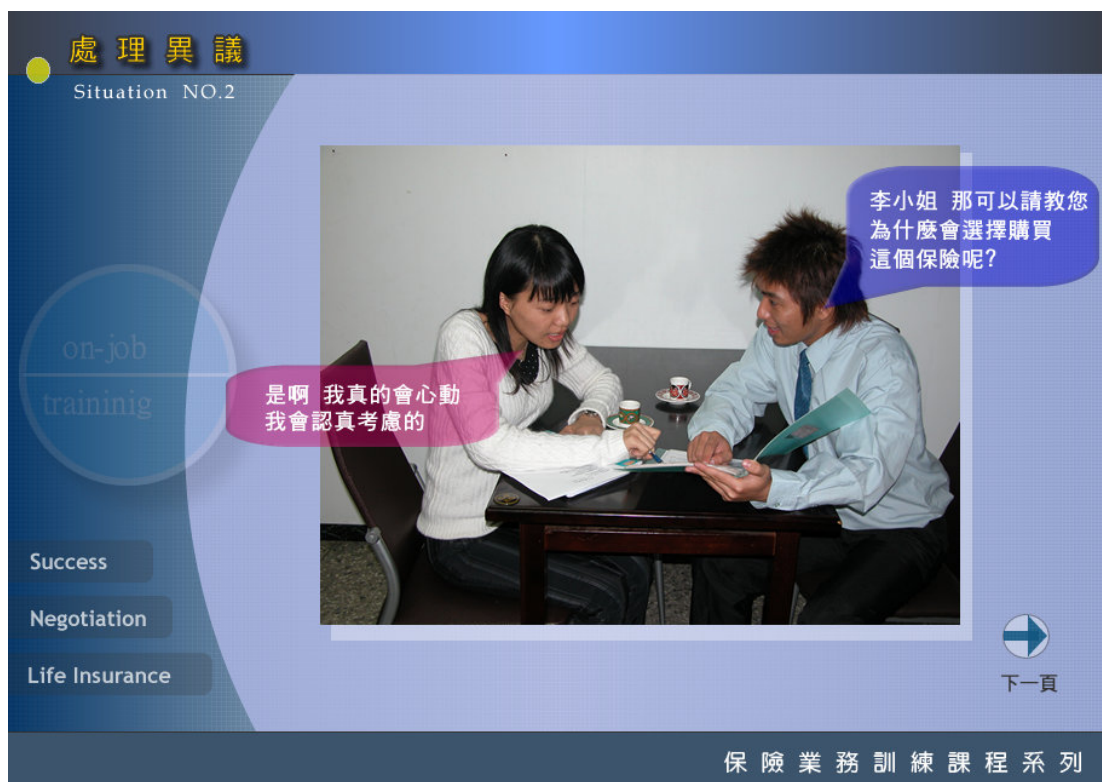 處理異議
Situation NO.2
李小姐 那可以請教您
為什麼會選擇購買
這個保險呢?
是啊 我真的會心動
我會認真考慮的
on-job
traininig
Success
Negotiation
Life Insurance
下一頁
保險業務訓練課程系列